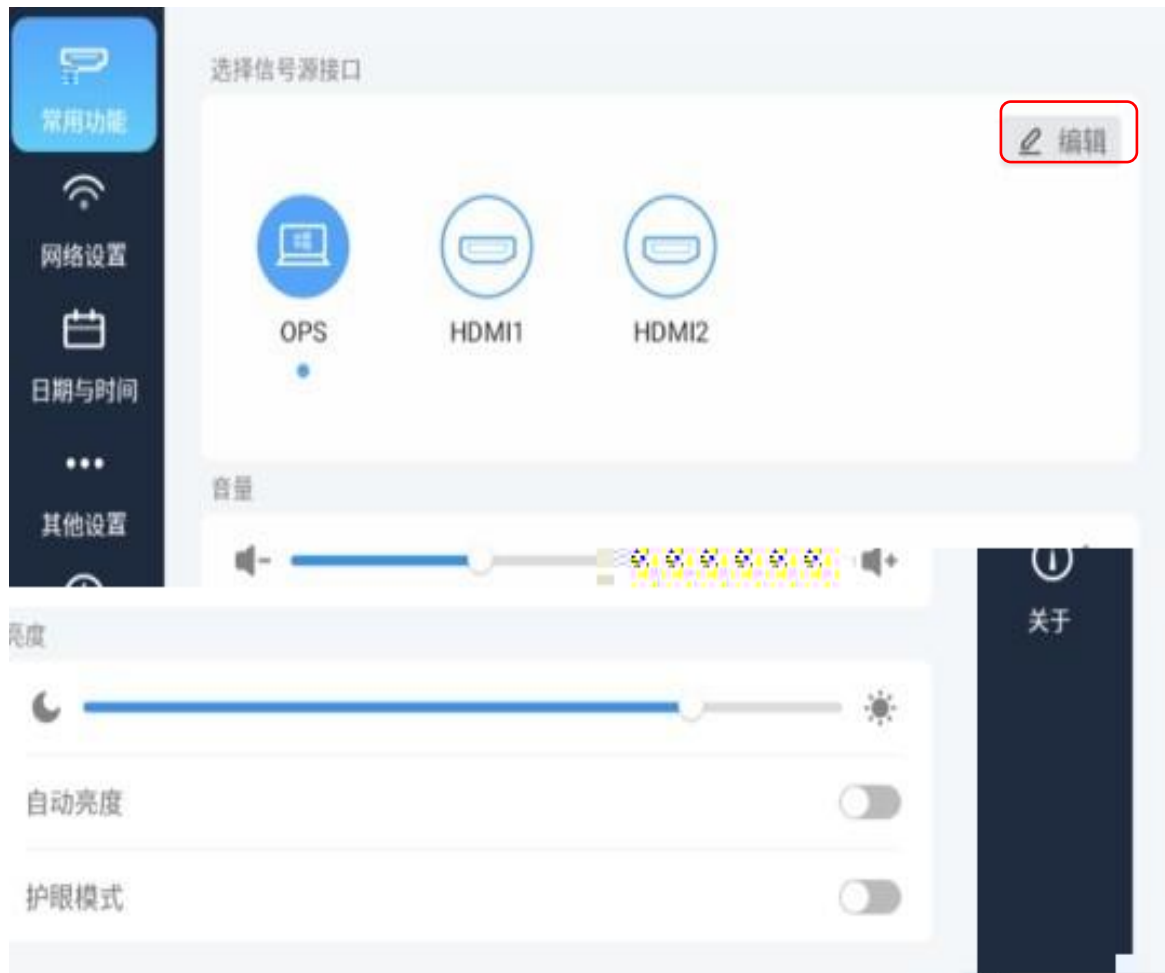 选择信号源接口
常用功能
编辑
网络设置
OPS
HDMI1
HDMI2
日期与时间
音量
其他设置
关于
亮度
自动亮度
护眼模式